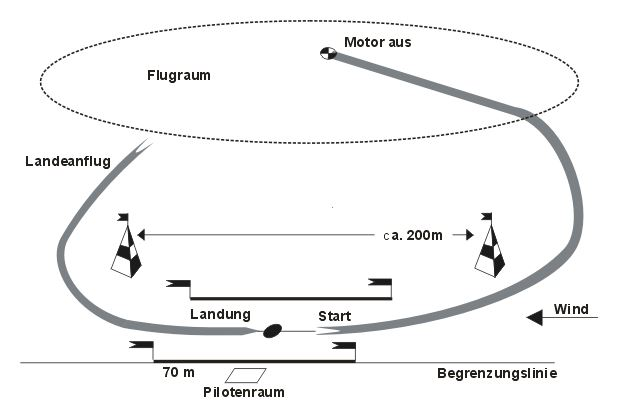 Motor aus
Flugraum
Landeanflug
ca. 200m
Landung
Start
Wind
70 m
Begrenzungslinie
Pilotenraum